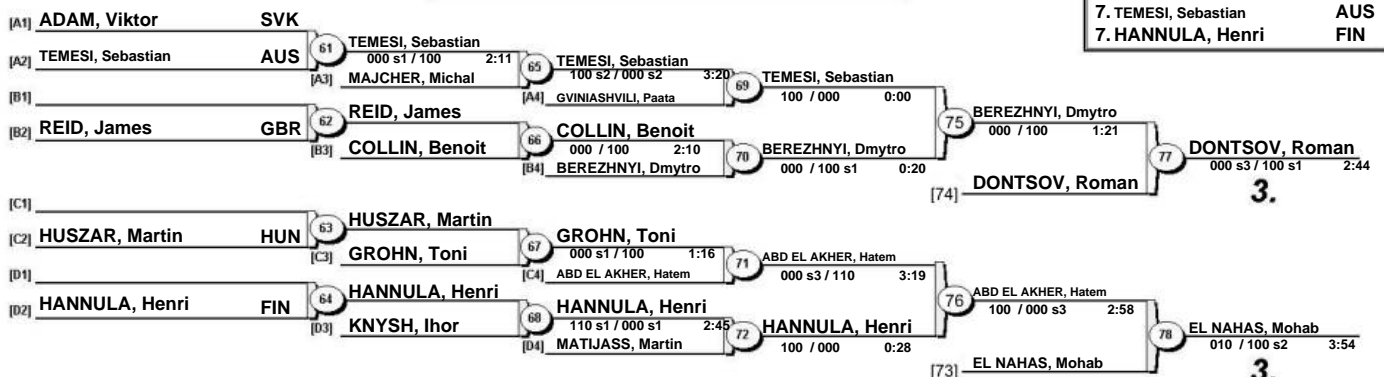 7. TEMESI, Sebastian AUS
7. HANNULA, Henri FIN
[A1] ADAM, Viktor SVK
[A2] TEMESI, Sebastian AUS
61
TEMESI, Sebastian
000 s1 / 100 2:11
[A3] MAJCHER, Michal
65
TEMESI, Sebastian
100 s2 / 000 s2 3:20
[A4] GVINIASHVILI, Paata
69
TEMESI, Sebastian
100 / 000 0:00
[B1]
[B2] REID, James GBR
62
REID, James
[B3] COLLIN, Benoit
66
COLLIN, Benoit
000 / 100 2:10
[B4] BEREZHNYI, Dmytro
70
BEREZHNYI, Dmytro
000 / 100 s1 0:20
75
BEREZHNYI, Dmytro
000 / 100 1:21
[74] DONTSOV, Roman
77
DONTSOV, Roman
000 s3 / 100 s1 2:44
3.
[C1]
[C2] HUSZAR, Martin HUN
63
HUSZAR, Martin
[C3] GROHN, Toni
67
GROHN, Toni
000 s1 / 100 1:16
[C4] ABD EL AKHER, Hatem
71
ABD EL AKHER, Hatem
000 s3 / 110 3:19
[D1]
[D2] HANNULA, Henri FIN
64
HANNULA, Henri
[D3] KNYSH, Ihor
68
HANNULA, Henri
110 s1 / 000 s1 2:45
[D4] MATIJASS, Martin
72
HANNULA, Henri
100 / 000 0:28
76
ABD EL AKHER, Hatem
100 / 000 s3 2:58
[73] EL NAHAS, Mohab
78
EL NAHAS, Mohab
010 / 100 s2 3:54
3.